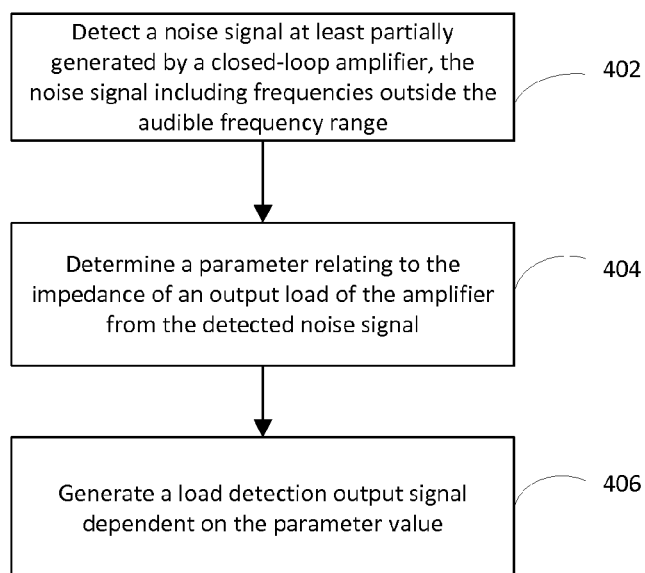 Detect a noise signal at least partially
generated by a closed-loop amplifier, the
noise signal including frequencies outside the
audible frequency range
402
Determine a parameter relating to the
impedance of an output load of the amplifier
from the detected noise signal
404
Generate a load detection output signal
dependent on the parameter value
406